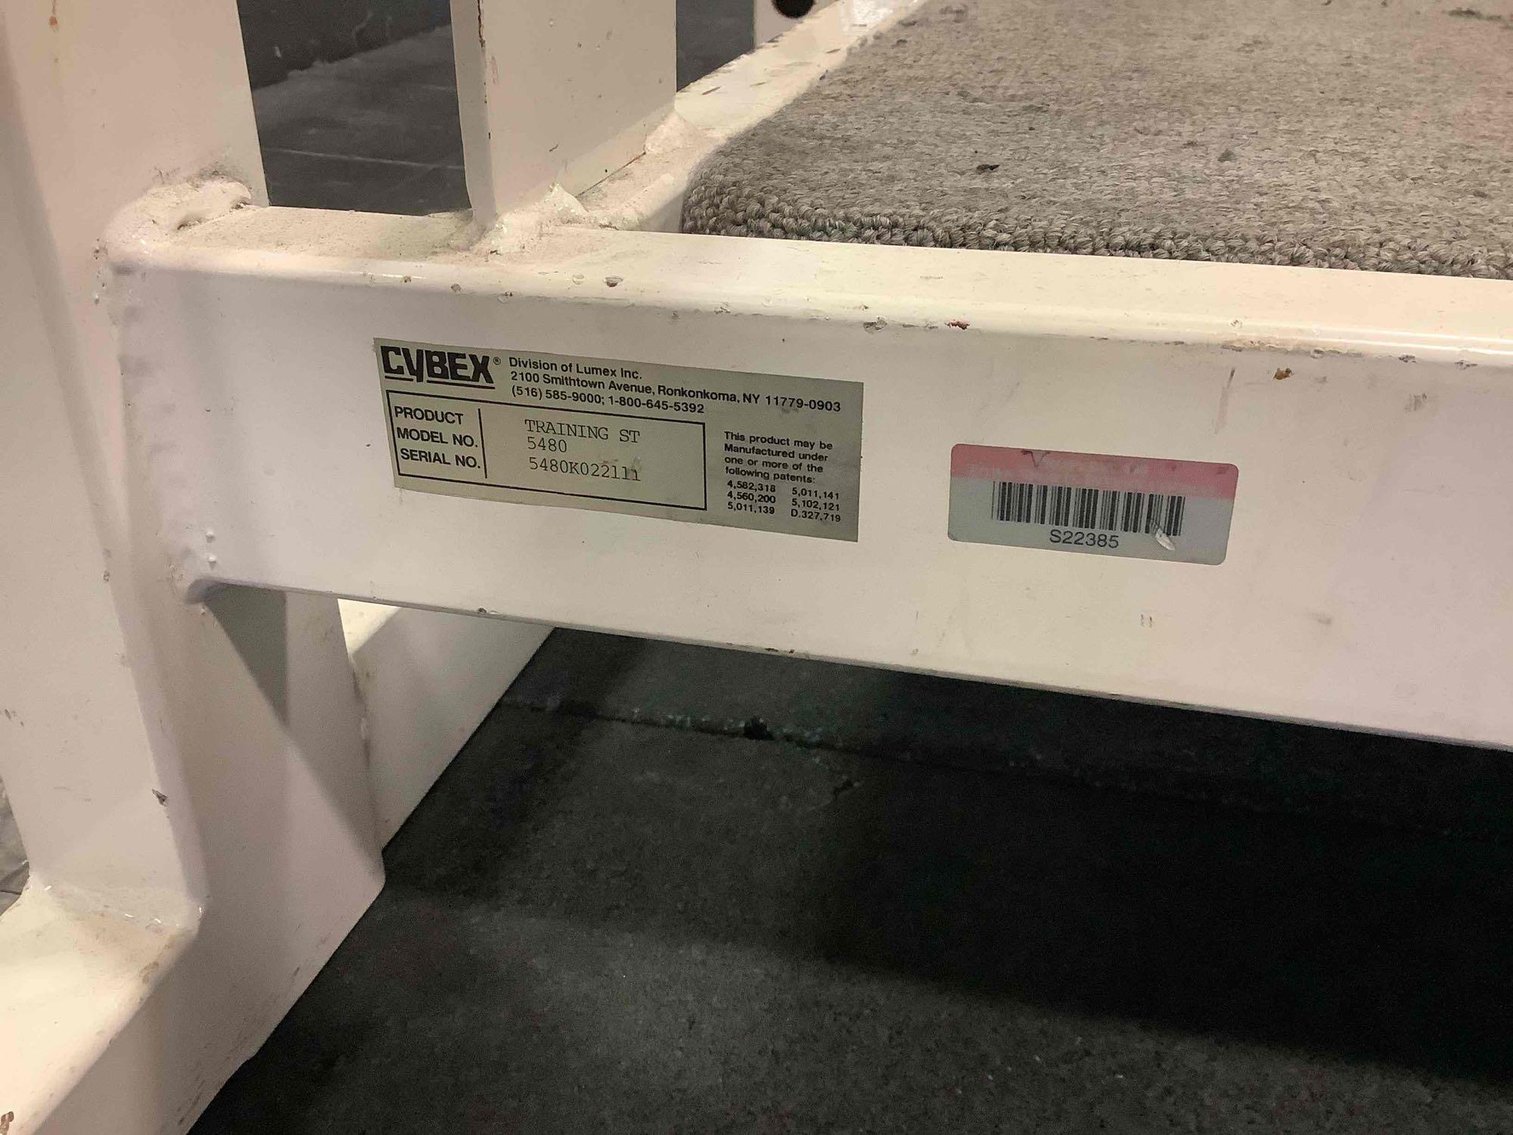 CYBEX®
Division of Lumex Inc.
2100 Smithtown Avenue, Ronkonkoma, NY 11779-0903
(516) 585-9000; 1-800-645-5392
PRODUCT TRAINING ST
MODEL NO. 5480
SERIAL NO. 5480K022111
This product may be
Manufactured under
one or more of the
following patents:
4,582,318 5,011,141
4,560,200 5,102,121
5,011,139 D.327,719
S22385